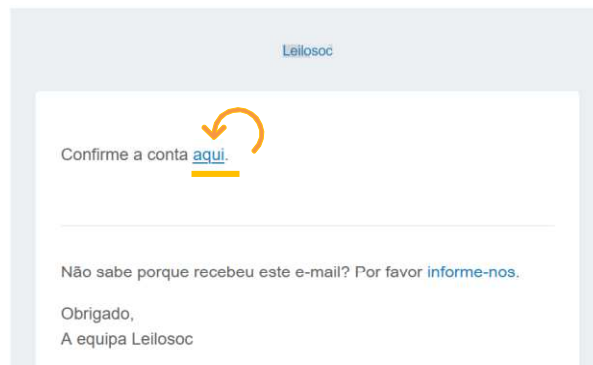 Leilosoc
Confirme a conta aqui.
Não sabe porque recebeu este e-mail? Por favor informe-nos.
Obrigado,
A equipa Leilosoc